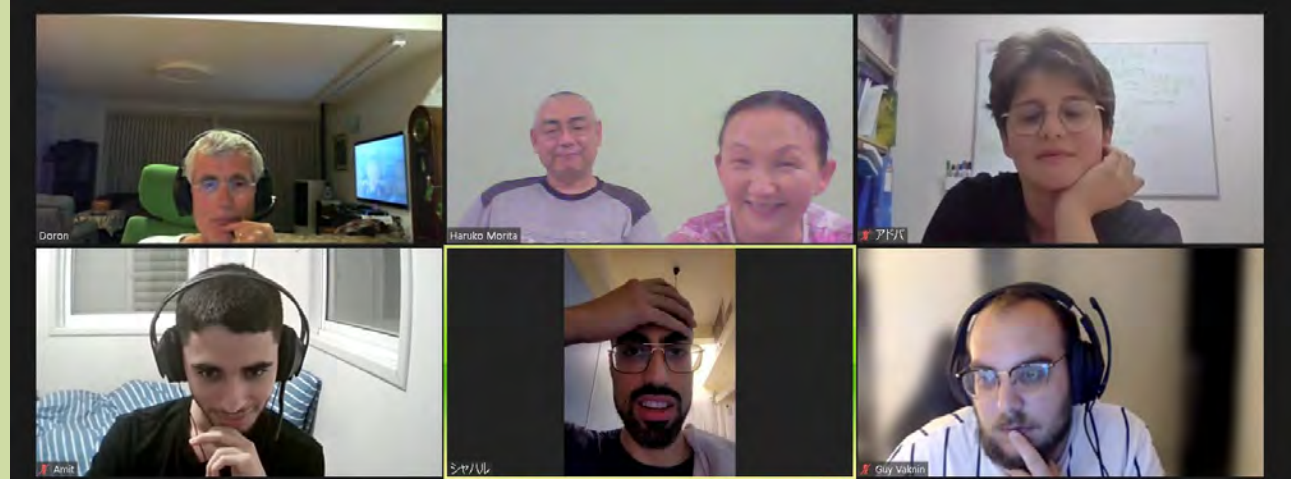 Doron
Haruko Morita
アドバ
Amit
シャハル
Guy Vaknin